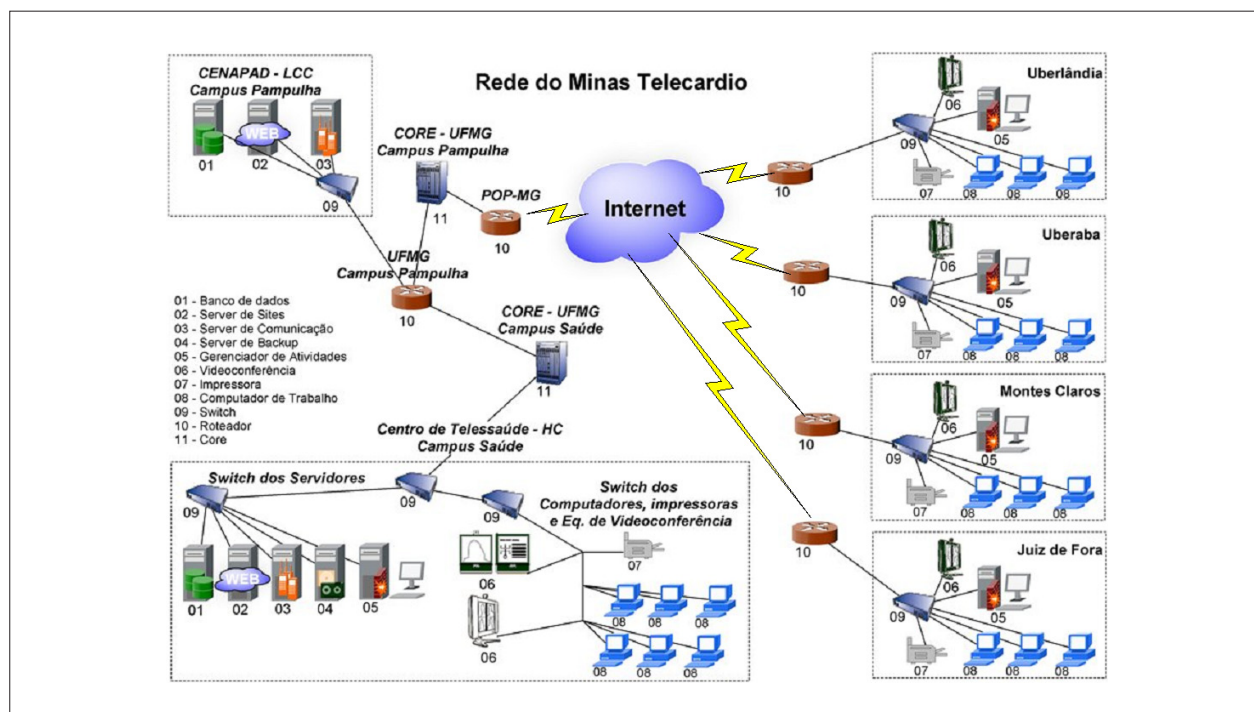 Rede do Minas Telecardio
CENAPAD - LCC
Campus Pampulha
WEB
01
02
03
09
CORE - UFMG
Campus Pampulha
11
POP-MG
10
Internet
UFMG
Campus Pampulha
10
CORE - UFMG
Campus Saúde
11
01 - Banco de dados
02 - Server de Sites
03 - Server de Comunicação
04 - Server de Backup
05 - Gerenciador de Atividades
06 - Videoconferência
07 - Impressora
08 - Computador de Trabalho
09 - Switch
10 - Roteador
11 - Core
Centro de Telessaúde - HC
Campus Saúde
09
Switch dos Servidores
09
WEB
01
02
03
04
05
09
Switch dos
Computadores, impressoras
e Eq. de Videoconferência
06
07
06
08
08
08
08
08
08
10
Uberlândia
06
05
09
07
08
08
08
10
Uberaba
06
05
09
07
08
08
08
10
Montes Claros
06
05
09
07
08
08
08
10
Juiz de Fora
06
05
09
07
08
08
08